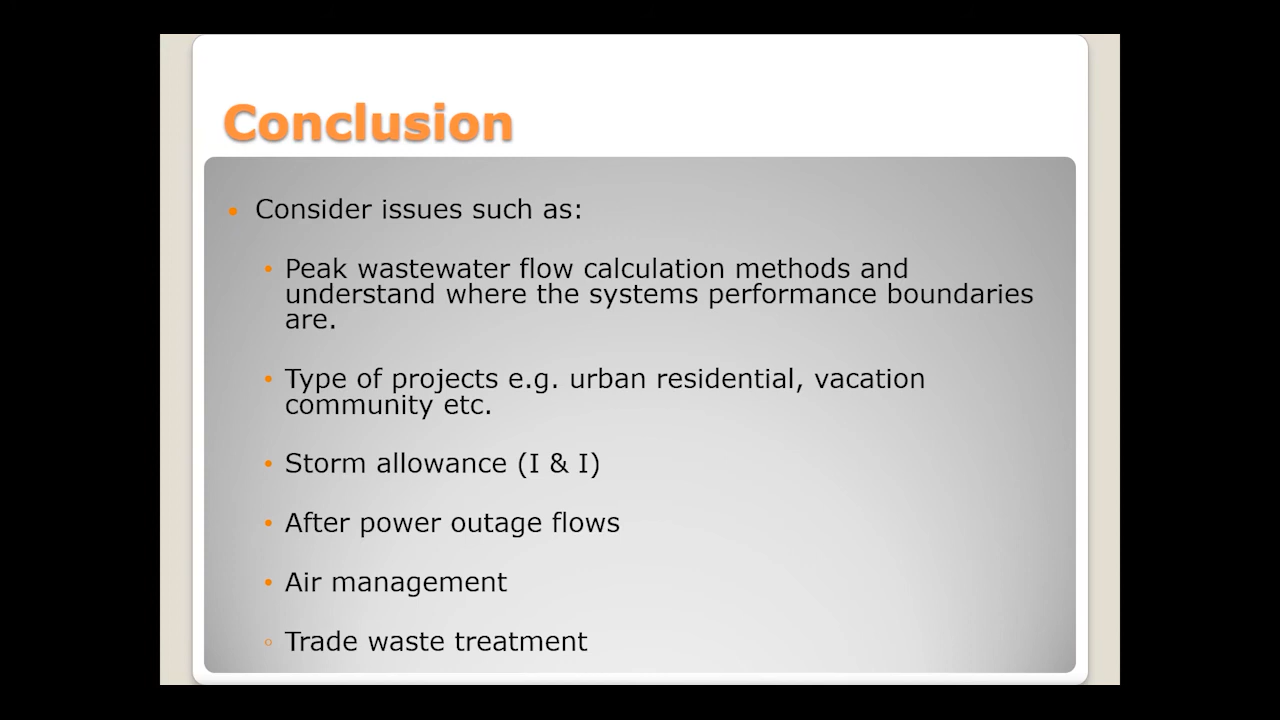 Conclusion
Consider issues such as:
Peak wastewater flow calculation methods and
understand where the systems performance boundaries
are.
Type of projects e.g. urban residential, vacation
community etc.
Storm allowance (I & I)
After power outage flows
Air management
Trade waste treatment